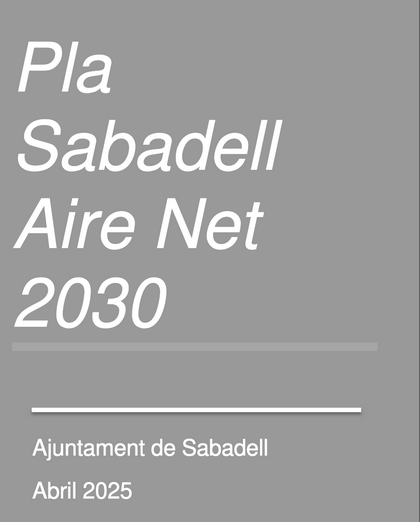 Pla
Sabadell
Aire Net
2030
Ajuntament de Sabadell
Abril 2025